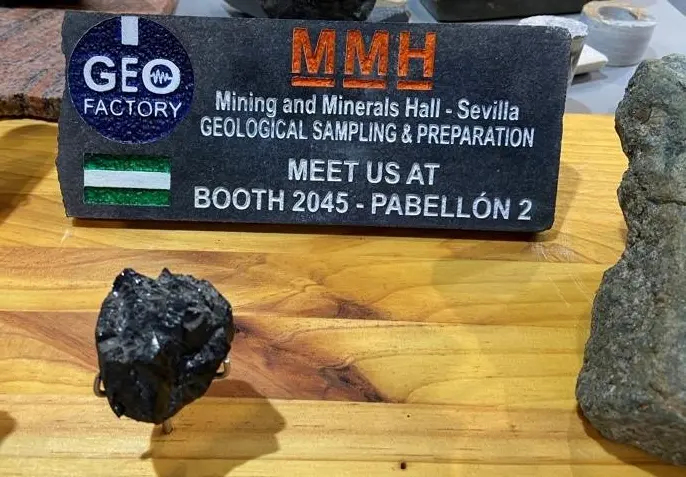 GEO
FACTORY
MMH
Mining and Minerals Hall - Sevilla
GEOLOGICAL SAMPLING & PREPARATION
MEET US AT
BOOTH 2045 - PABELLÓN 2